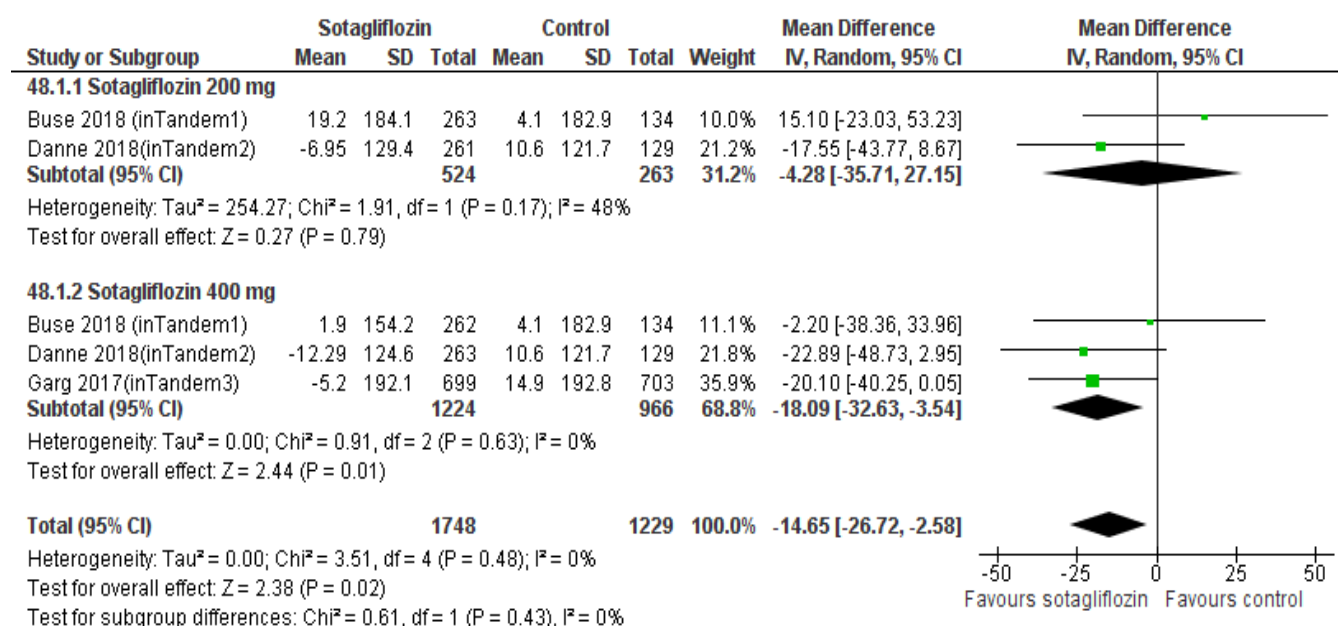 Sotagliflozin Control Mean Difference Mean Difference
Study or Subgroup Mean SD Total Mean SD Total Weight IV, Random, 95% CI IV, Random, 95% CI
48.1.1 Sotagliflozin 200 mg
Buse 2018 (inTandem1) 19.2 184.1 263 4.1 182.9 134 10.0% 15.10 [-23.03, 53.23]
Danne 2018(inTandem2) -6.95 129.4 261 10.6 121.7 129 21.2% -17.55 [-43.77, 8.67]
Subtotal (95% CI) 524 263 31.2% -4.28 [-35.71, 27.15]
Heterogeneity: Tau² = 254.27; Chi² = 1.91, df = 1 (P = 0.17); I² = 48%
Test for overall effect: Z = 0.27 (P = 0.79)
48.1.2 Sotagliflozin 400 mg
Buse 2018 (inTandem1) 1.9 154.2 262 4.1 182.9 134 11.1% -2.20 [-38.36, 33.96]
Danne 2018(inTandem2) -12.29 124.6 263 10.6 121.7 129 21.8% -22.89 [-48.73, 2.95]
Garg 2017(inTandem3) -5.2 192.1 699 14.9 192.8 703 35.9% -20.10 [-40.25, 0.05]
Subtotal (95% CI) 1224 966 68.8% -18.09 [-32.63, -3.54]
Heterogeneity: Tau² = 0.00; Chi² = 0.91, df = 2 (P = 0.63); I² = 0%
Test for overall effect: Z = 2.44 (P = 0.01)
Total (95% CI) 1748 1229 100.0% -14.65 [-26.72, -2.58]
Heterogeneity: Tau² = 0.00; Chi² = 3.51, df = 4 (P = 0.48); I² = 0%
Test for overall effect: Z = 2.38 (P = 0.02)
Test for subgroup differences: Chi² = 0.61, df = 1 (P = 0.43), I² = 0%
-50 -25 0 25 50
Favours sotagliflozin Favours control